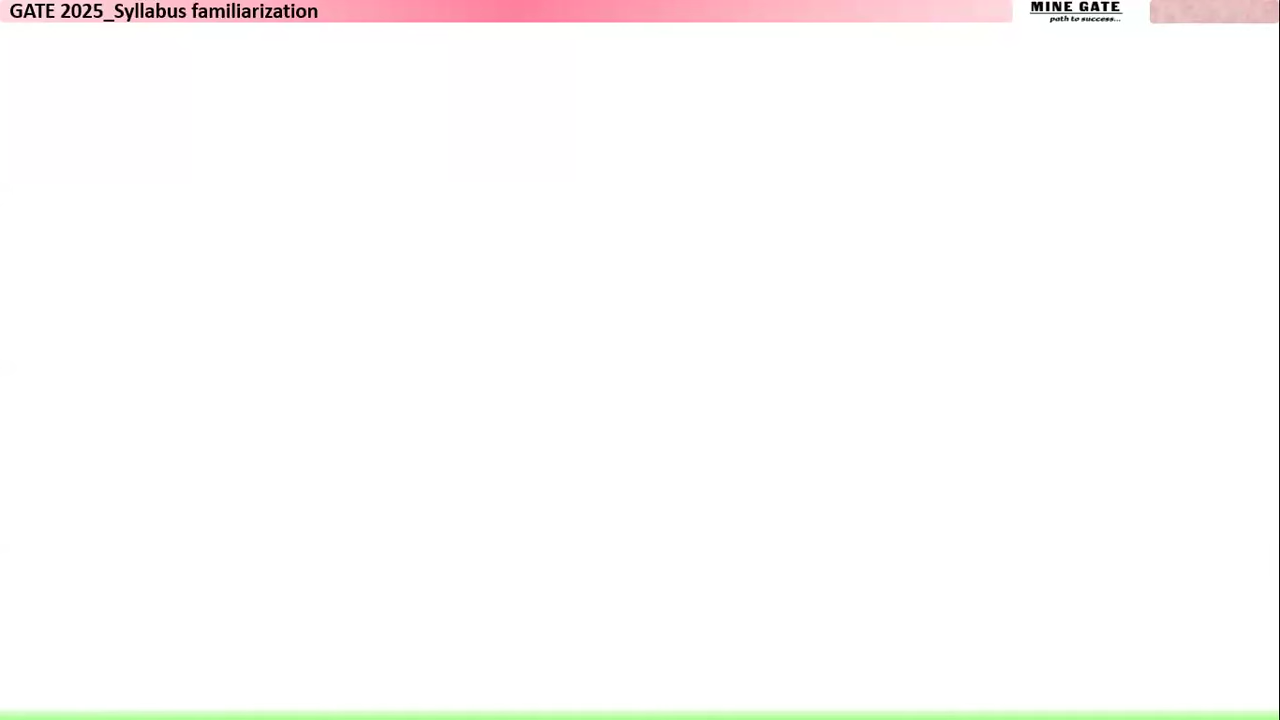 GATE 2025_Syllabus familiarization
MINE GATE
path to success...